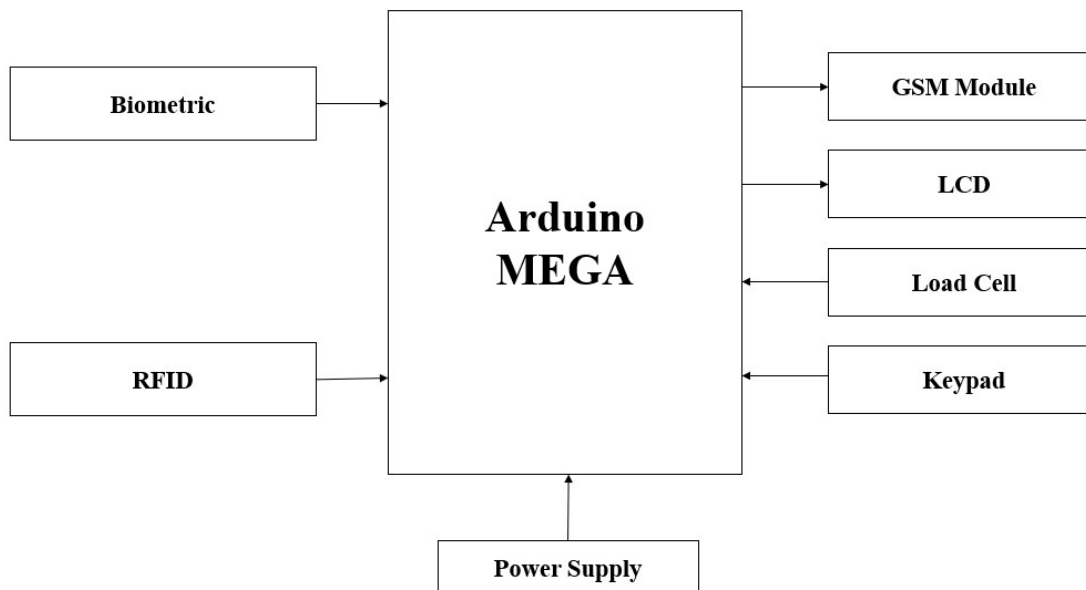 Biometric
RFID
Arduino
MEGA
GSM Module
LCD
Load Cell
Keypad
Power Supply